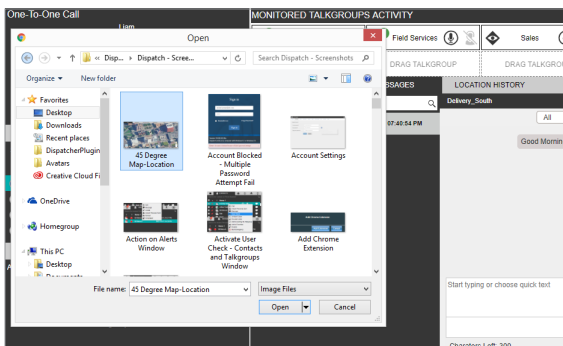 One-To-One Call
MONITORED TALKGROUPS ACTIVITY
Liam
Open
Field Services
Sales
« Disp... ▸ Dispatch - Scree...
Search Dispatch - Screenshots
DRAG TALKGROUP
DRAG TALKGROU
Organize
New folder
SSAGES
LOCATION HISTORY
Favorites
Desktop
Downloads
Recent places
DispatcherPlugin
Avatars
Creative Cloud Fi
OneDrive
Homegroup
This PC
Desktop
Documents
45 Degree
Map-Location
Account Blocked
- Multiple
Password
Attempt Fail
Account Settings
Action on Alerts
Window
Activate User
Check - Contacts
and Talkgroups
Window
Add Chrome
Extension
Delivery_South
07:40:54 PM
All
Good Mornin
File name:
45 Degree Map-Location
Image Files
Open
Cancel
Start typing or choose quick text
Characters Left: 300